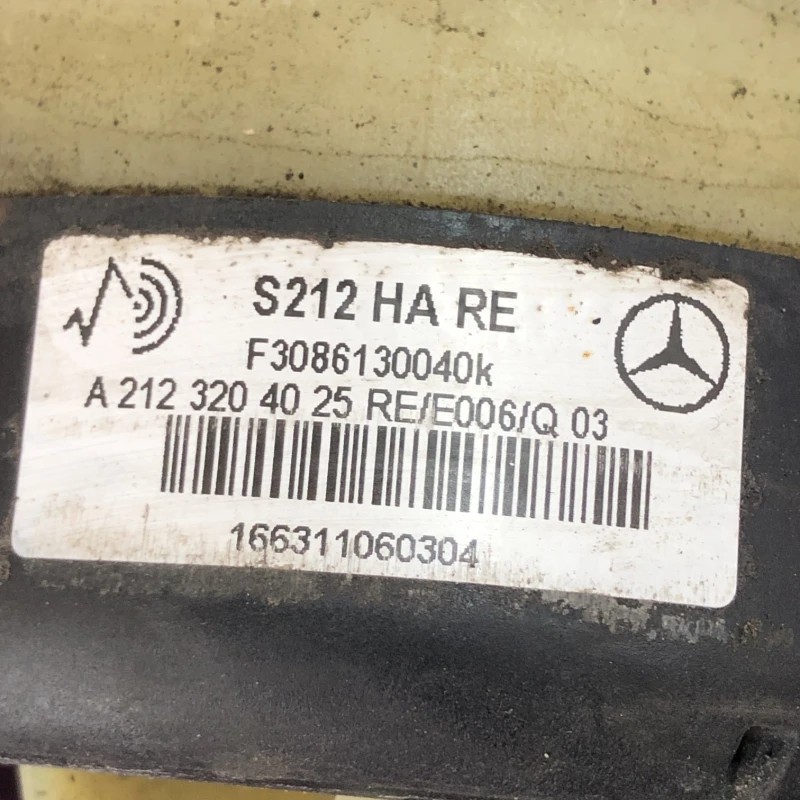 S212 HA RE
F3086130040k
A 212 320 40 25 RE/E006/Q 03
166311060304